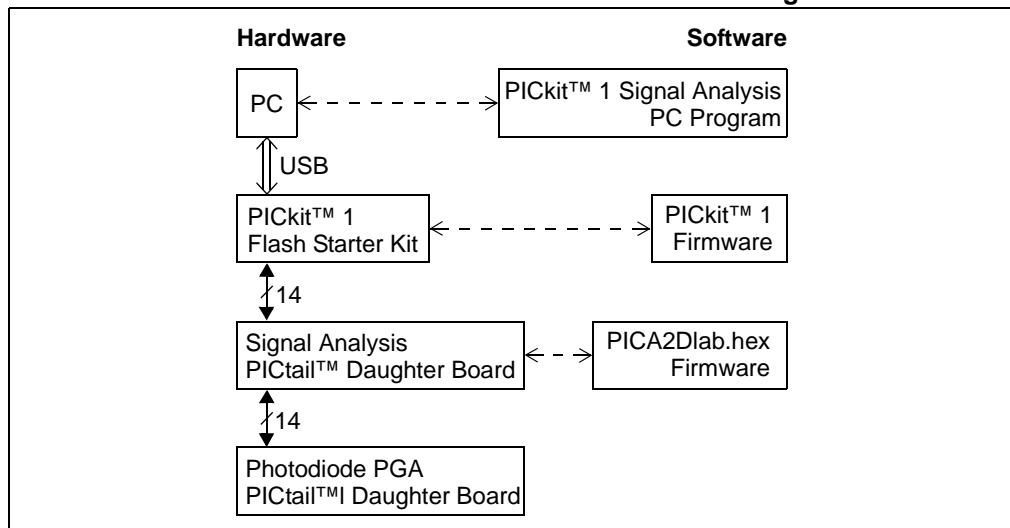 Hardware
Software
PC
PICkit™ 1 Signal Analysis
PC Program
USB
PICkit™ 1
Flash Starter Kit
PICkit™ 1
Firmware
14
Signal Analysis
PICtail™ Daughter Board
PICA2Dlab.hex
Firmware
14
Photodiode PGA
PICtail™l Daughter Board